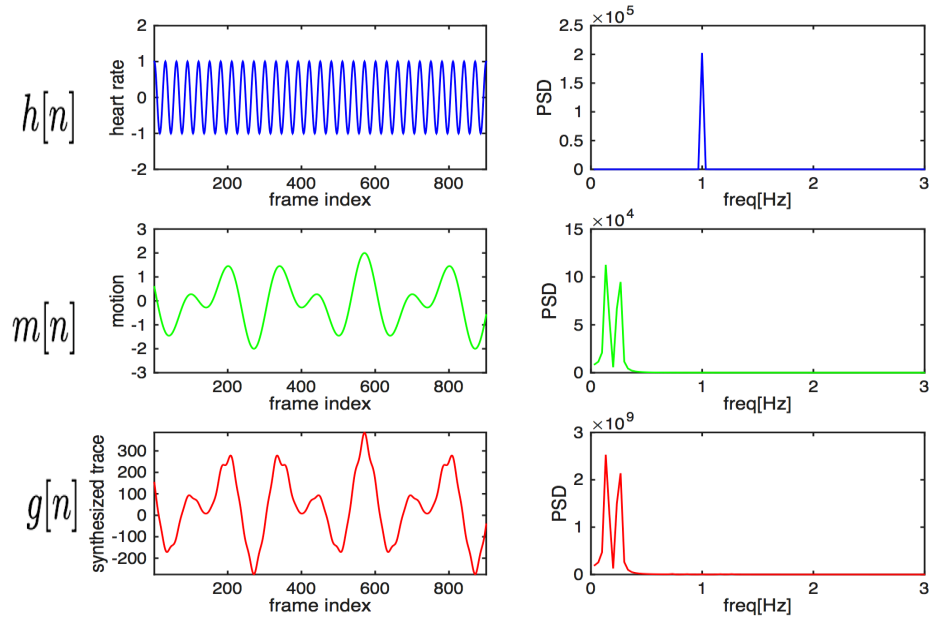 h[n]
2
1
0
-1
-2
heart rate
200 400 600 800
frame index
×10⁵
2.5
2
1.5
1
0.5
0
PSD
0 1 2 3
freq[Hz]
m[n]
3
2
1
0
-1
-2
-3
motion
200 400 600 800
frame index
×10⁴
15
10
5
0
PSD
0 1 2 3
freq[Hz]
g[n]
300
200
100
0
-100
-200
synthesized trace
200 400 600 800
frame index
×10⁹
3
2
1
0
PSD
0 1 2 3
freq[Hz]